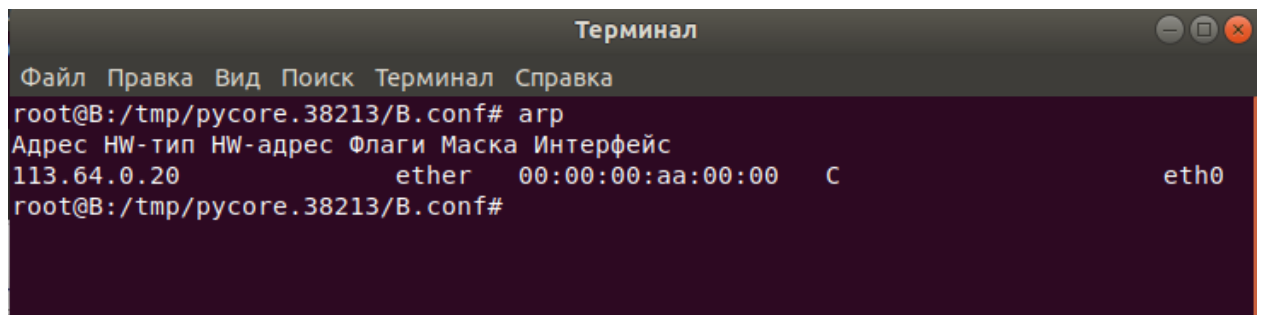 Терминал
Файл Правка Вид Поиск Терминал Справка
root@B:/tmp/pycore.38213/B.conf# arp
Адрес HW-тип HW-адрес Флаги Маска Интерфейс
113.64.0.20 ether 00:00:00:aa:00:00 C eth0
root@B:/tmp/pycore.38213/B.conf#